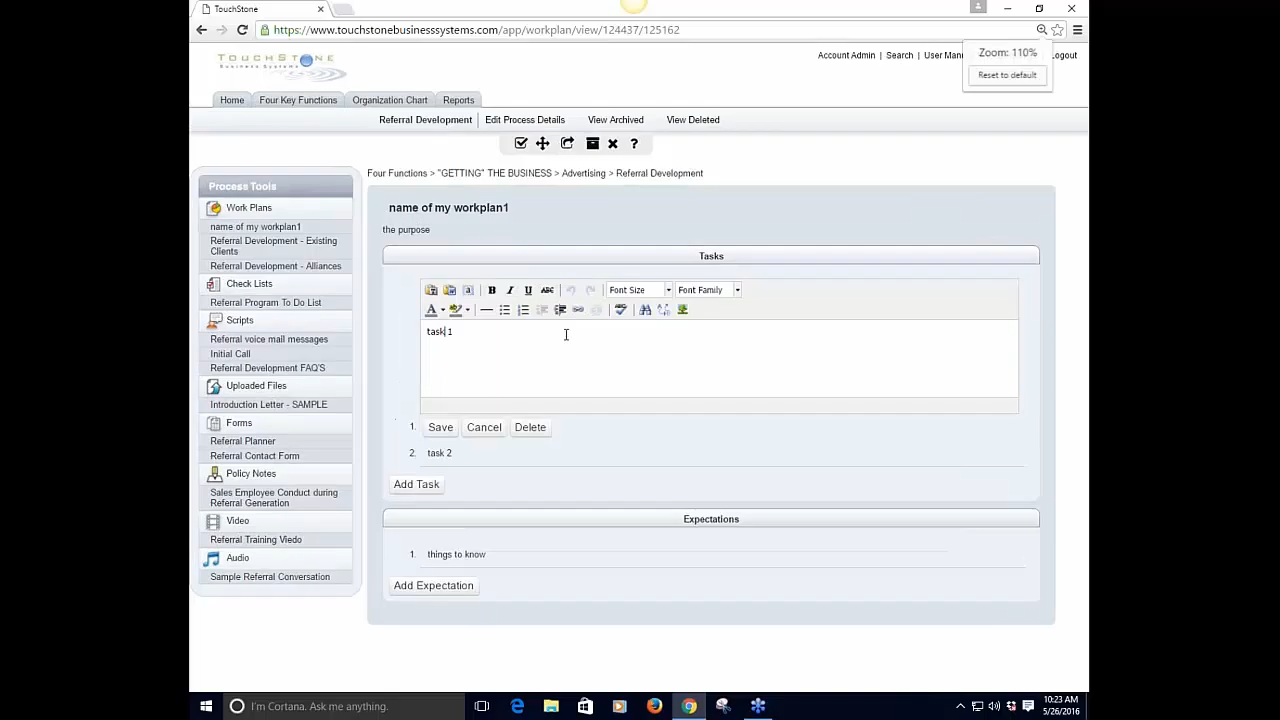 TouchStone
https://www.touchstonebusinesssystems.com/app/workplan/view/124437/125162
TOUCHSTONE
Business Systems
Account Admin | Search | User Man
ogout
Zoom: 110%
Reset to default
Home Four Key Functions Organization Chart Reports
Referral Development | Edit Process Details View Archived View Deleted
Four Functions > "GETTING" THE BUSINESS > Advertising > Referral Development
Process Tools
Work Plans
name of my workplan1
Referral Development - Existing
Clients
Referral Development - Alliances
Check Lists
Referral Program To Do List
Scripts
Referral voice mail messages
Initial Call
Referral Development FAQ'S
Uploaded Files
Introduction Letter - SAMPLE
Forms
Referral Planner
Referral Contact Form
Policy Notes
Sales Employee Conduct during
Referral Generation
Video
Referral Training Viedo
Audio
Sample Referral Conversation
name of my workplan1
the purpose
Tasks
B I U ABC Font Size Font Family
task 1
1. Save Cancel Delete
2. task 2
Add Task
Expectations
1. things to know
Add Expectation
I'm Cortana. Ask me anything.
10:23 AM
5/26/2016